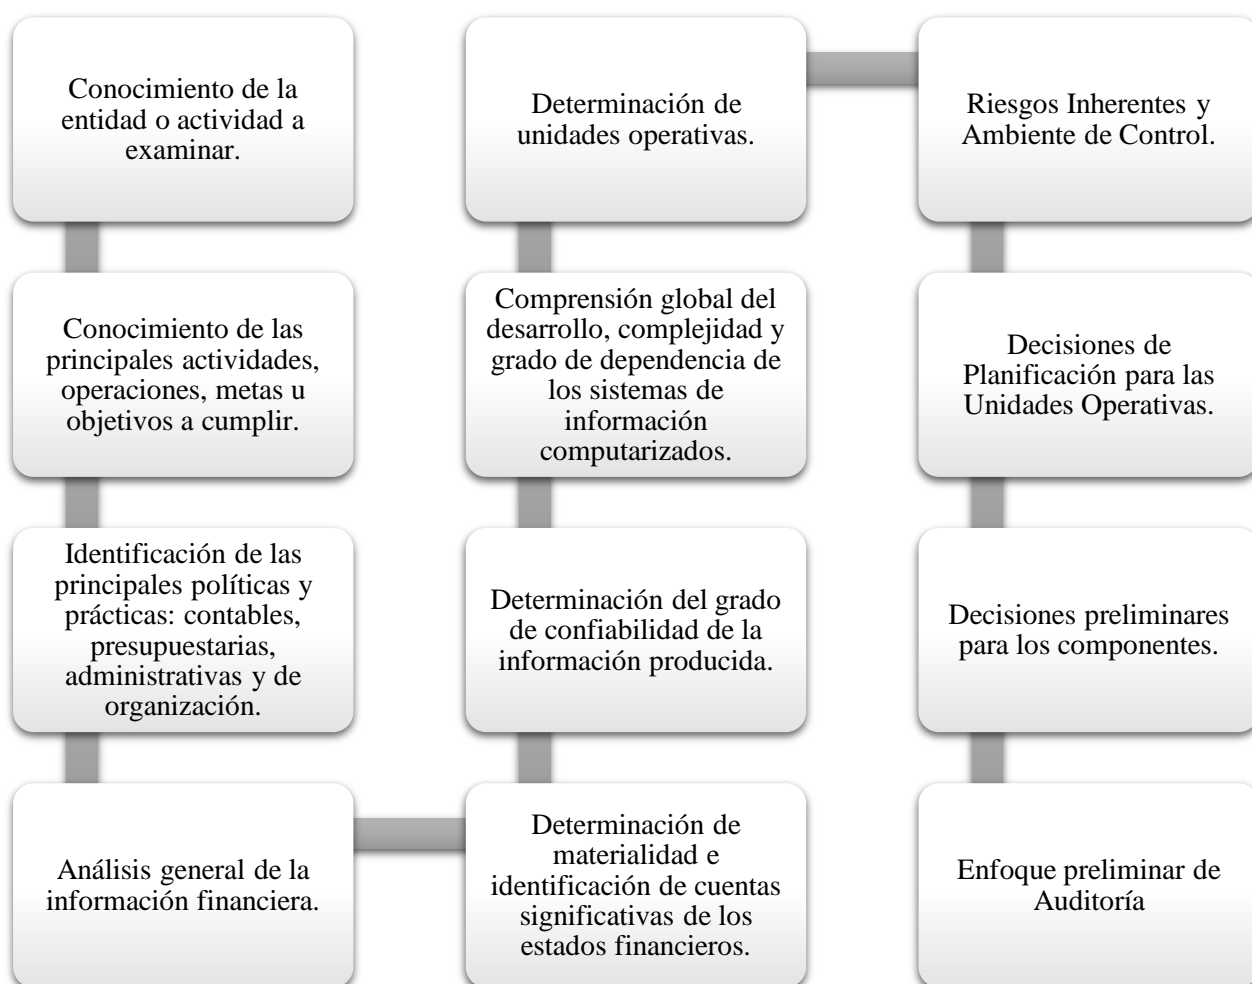 Conocimiento de la
entidad o actividad a
examinar.
Conocimiento de las
principales actividades,
operaciones, metas u
objetivos a cumplir.
Identificación de las
principales políticas y
prácticas: contables,
presupuestarias,
administrativas y de
organización.
Análisis general de la
información financiera.
Determinación de
materialidad e
identificación de cuentas
significativas de los
estados financieros.
Determinación del grado
de confiabilidad de la
información producida.
Comprensión global del
desarrollo, complejidad y
grado de dependencia de
los sistemas de
información
computarizados.
Determinación de
unidades operativas.
Riesgos Inherentes y
Ambiente de Control.
Decisiones de
Planificación para las
Unidades Operativas.
Decisiones preliminares
para los componentes.
Enfoque preliminar de
Auditoría